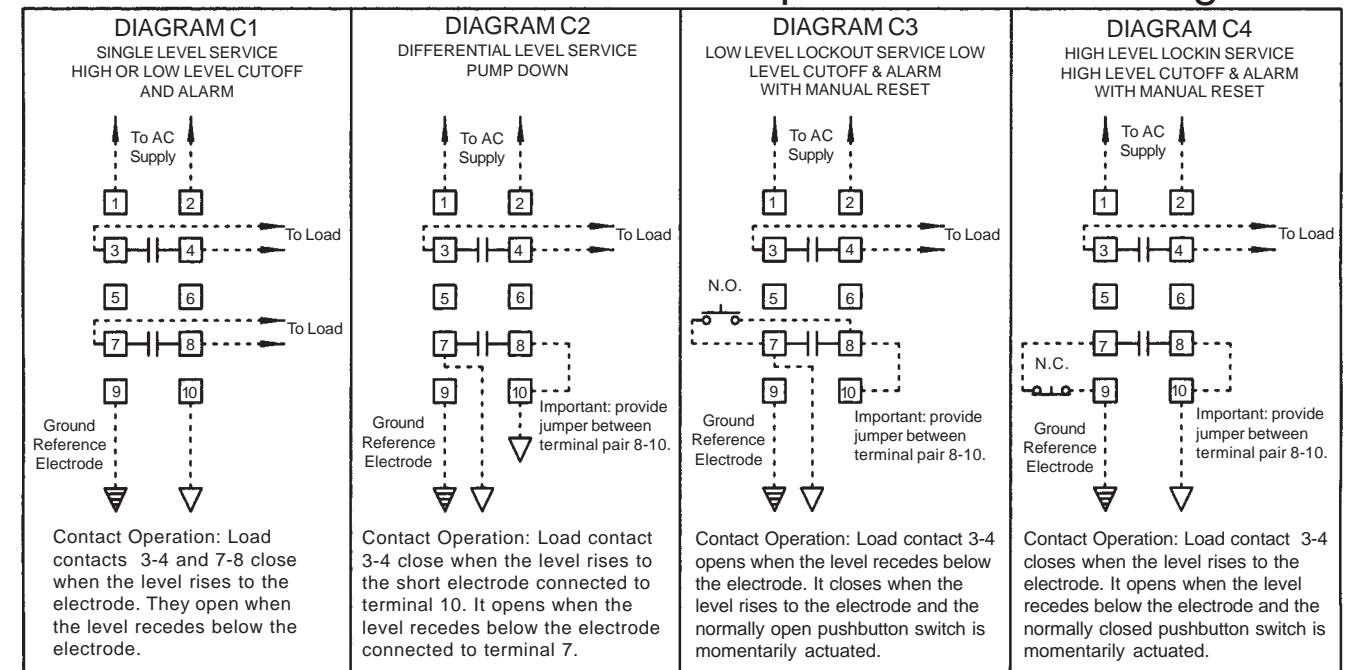 DIAGRAM C1
SINGLE LEVEL SERVICE
HIGH OR LOW LEVEL CUTOFF
AND ALARM
To AC
Supply
1
2
To Load
3
4
5
6
To Load
7
8
9
10
Ground
Reference
Electrode
Contact Operation: Load
contacts 3-4 and 7-8 close
when the level rises to the
electrode. They open when
the level recedes below the
electrode.
DIAGRAM C2
DIFFERENTIAL LEVEL SERVICE
PUMP DOWN
To AC
Supply
1
2
To Load
3
4
5
6
7
8
9
10
Ground
Reference
Electrode
Important: provide
jumper between
terminal pair 8-10.
Contact Operation: Load contact
3-4 close when the level rises to
the short electrode connected to
terminal 10. It opens when the
level recedes below the electrode
connected to terminal 7.
DIAGRAM C3
LOW LEVEL LOCKOUT SERVICE LOW
LEVEL CUTOFF & ALARM
WITH MANUAL RESET
To AC
Supply
1
2
To Load
3
4
N.O.
5
6
7
8
9
10
Ground
Reference
Electrode
Important: provide
jumper between
terminal pair 8-10.
Contact Operation: Load contact 3-4
opens when the level recedes below
the electrode. It closes when the
level rises to the electrode and the
normally open pushbutton switch is
momentarily actuated.
DIAGRAM C4
HIGH LEVEL LOCKIN SERVICE
HIGH LEVEL CUTOFF & ALARM
WITH MANUAL RESET
To AC
Supply
1
2
To Load
3
4
5
6
7
8
N.C.
9
10
Ground
Reference
Electrode
Important: provide
jumper between
terminal pair 8-10.
Contact Operation: Load contact 3-4
closes when the level rises to the
electrode. It opens when the level
recedes below the electrode and the
normally closed pushbutton switch is
momentarily actuated.